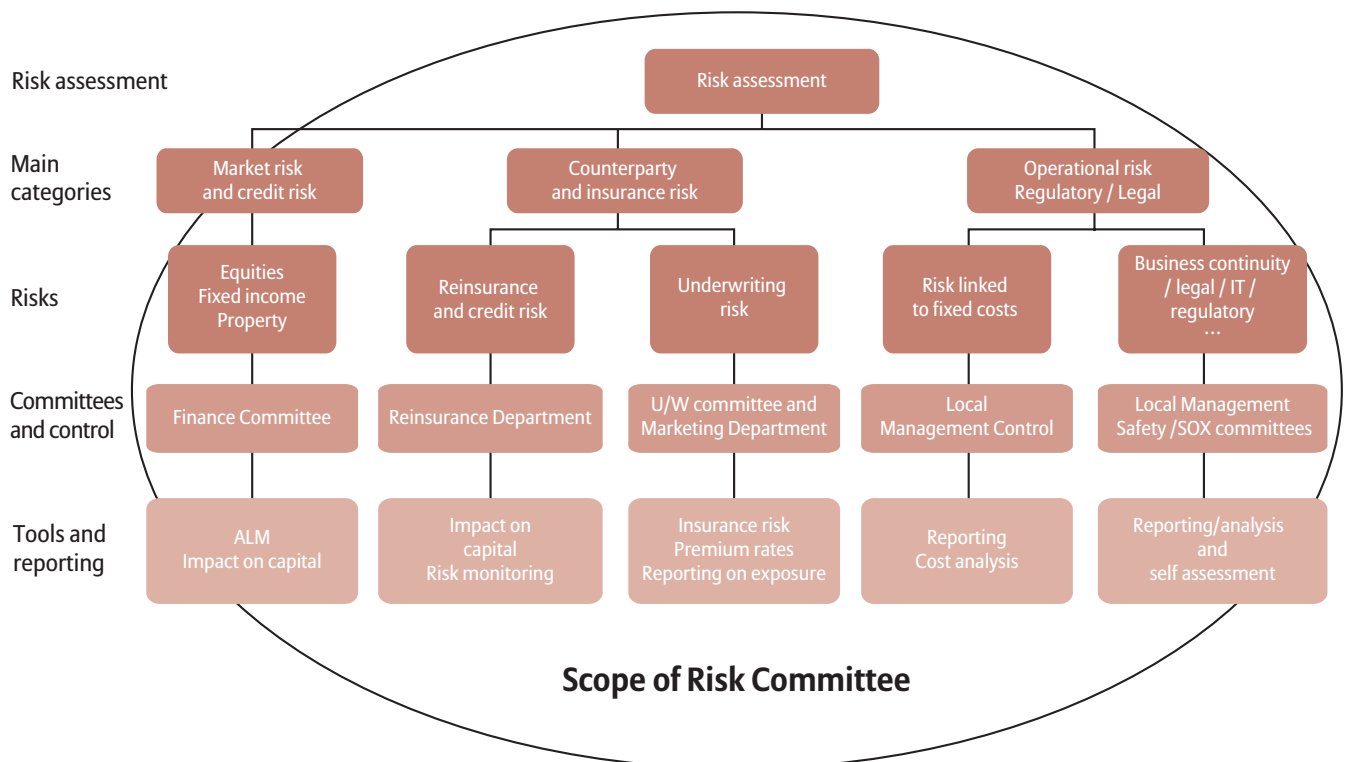 Risk assessment
Risk assessment
Main
categories
Market risk
and credit risk
Counterparty
and insurance risk
Operational risk
Regulatory / Legal
Risks
Equities
Fixed income
Property
Reinsurance
and credit risk
Underwriting
risk
Risk linked
to fixed costs
Business continuity
/ legal / IT /
regulatory
...
Committees
and control
Finance Committee
Reinsurance Department
U/W committee and
Marketing Department
Local
Management Control
Local Management
Safety /SOX committees
Tools and
reporting
ALM
Impact on capital
Impact on
capital
Risk monitoring
Insurance risk
Premium rates
Reporting on exposure
Reporting
Cost analysis
Reporting/analysis
and
self assessment
Scope of Risk Committee